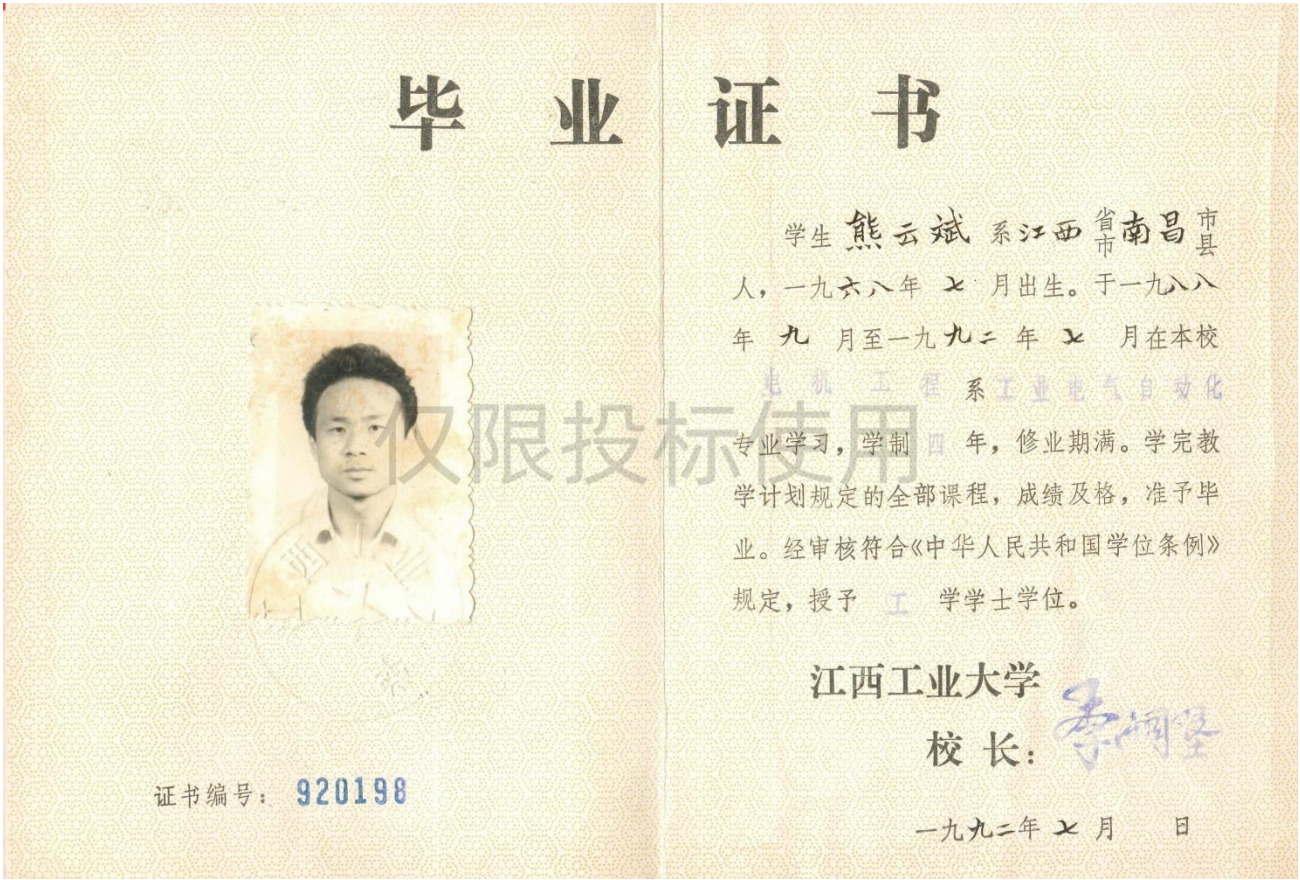 毕业证书
学生 熊云斌 系江西省市南昌市县
人，一九六八年 七 月出生。于一九八八
年 九 月至一九九二 年 七 月在本校
电机工程 系工业电气自动化
专业学习，学制 四 年，修业期满。学完教
学计划规定的全部课程，成绩及格，准予毕
业。经审核符合《中华人民共和国学位条例》
规定，授予 工 学学士学位。
江西工业大学
校 长：
证书编号： 920198
一九九二年 七 月 日
仅限投标使用
西 工 业